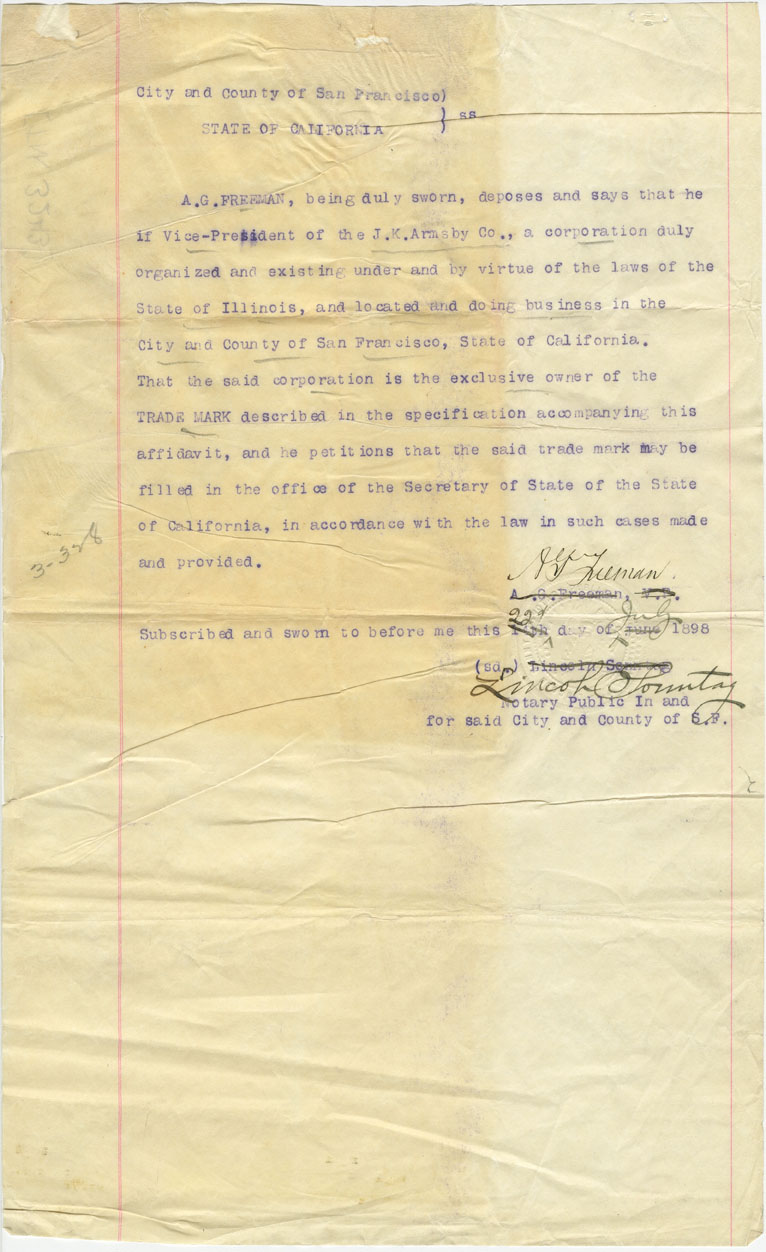 City and County of San Francisco)
} ss
STATE OF CALIFORNIA
A.G.FREEMAN, being duly sworn, deposes and says that he
if Vice-President of the J.K.Armsby Co., a corporation duly
organized and existing under and by virtue of the laws of the
State of Illinois, and located and doing business in the
City and County of San Francisco, State of California.
That the said corporation is the exclusive owner of the
TRADE MARK described in the specification accompanying this
affidavit, and he petitions that the said trade mark may be
filled in the office of the Secretary of State of the State
of California, in accordance with the law in such cases made
and provided.
3-328
A G Freeman.
A .G.Freeman, V.P.
Subscribed and sworn to before me this 22d day of June July 1898
(sd.) Lincoln Sonntag
Lincoln Sonntag
Notary Public In and
for said City and County of S.F.